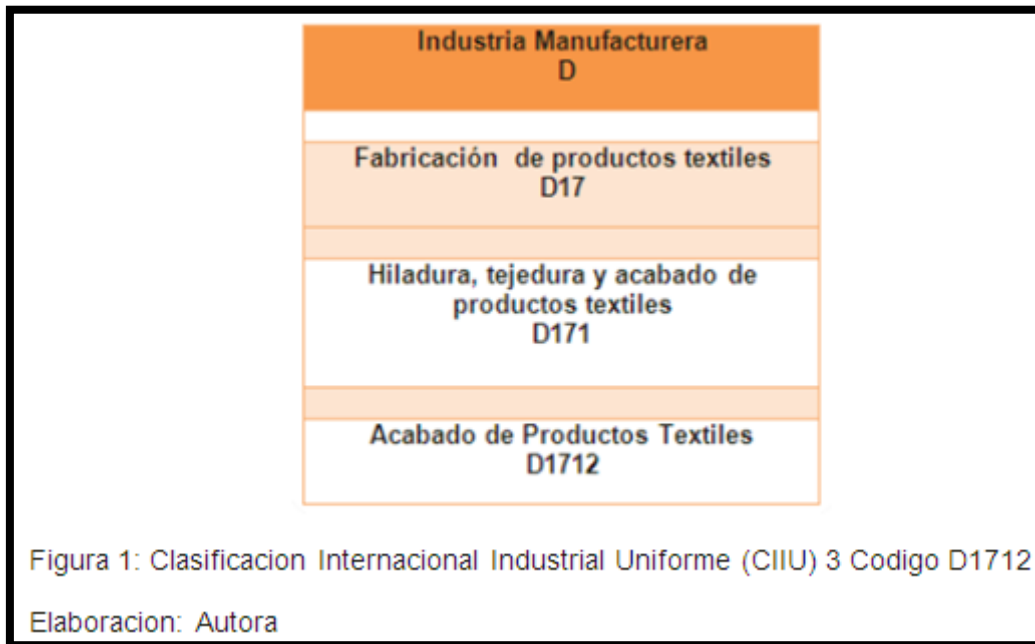 Industria Manufacturera
D
Fabricación de productos textiles
D17
Hiladura, tejedura y acabado de
productos textiles
D171
Acabado de Productos Textiles
D1712
Figura 1: Clasificacion Internacional Industrial Uniforme (CIIU) 3 Codigo D1712
Elaboracion: Autora